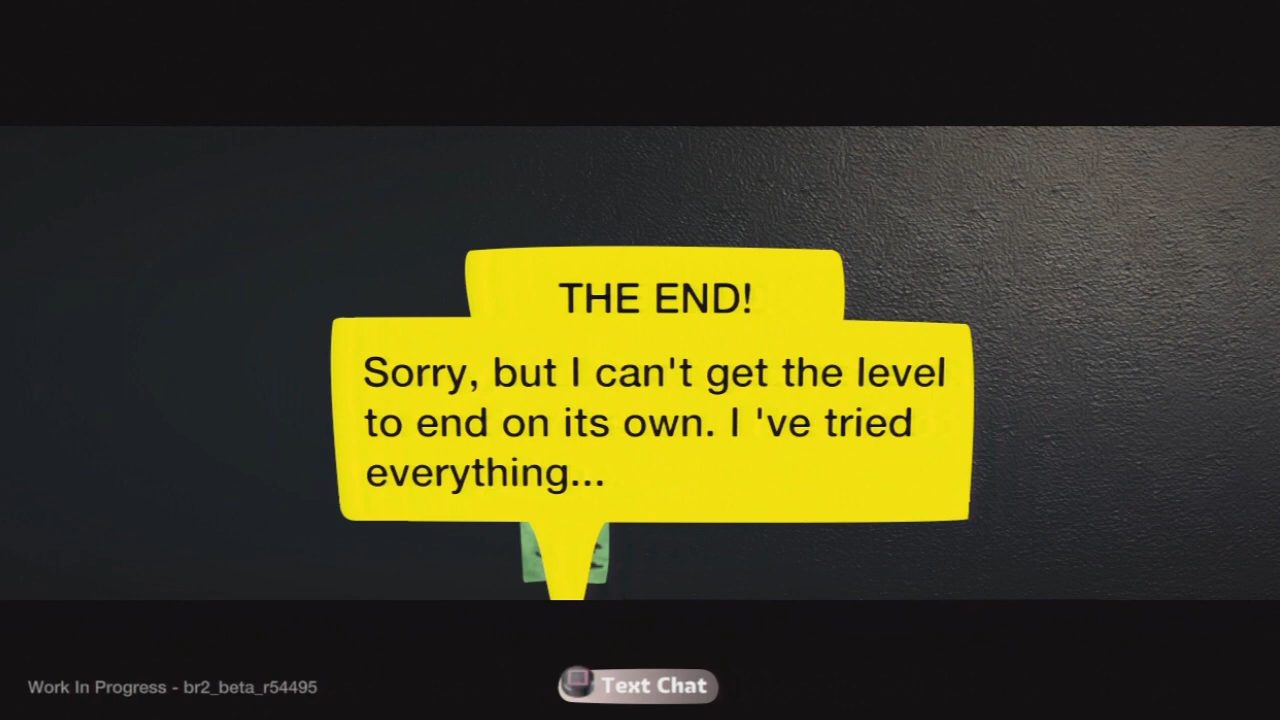 THE END!
Sorry, but I can't get the level
to end on its own. I 've tried
everything...
Work In Progress - br2_beta_r54495
Text Chat